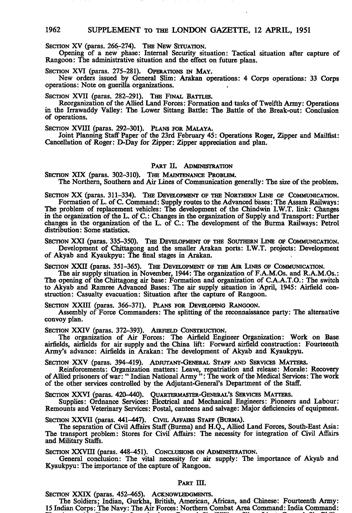 1962 SUPPLEMENT TO THE LONDON GAZETTE, 12 APRIL, 1951
SECTION XV (paras. 266-274). THE NEW SITUATION.
Opening of a new phase: Internal Security situation: Tactical situation after capture of
Rangoon: The administrative situation and the effect on future plans.
SECTION XVI (paras. 275-281). OPERATIONS IN MAY.
New orders issued by General Slim: Arakan operations: 4 Corps operations: 33 Corps
operations: Note on guerilla organizations.
SECTION XVII (paras. 282-291). THE FINAL BATTLES.
Reorganization of the Allied Land Forces: Formation and tasks of Twelfth Army: Operations
in the Irrawaddy Valley: The Lower Sittang Battle: The Battle of the Break-out: Conclusion
of operations.
SECTION XVIII (paras. 292-301). PLANS FOR MALAYA.
Joint Planning Staff Paper of the 23rd February 45: Operations Roger, Zipper and Mailfist:
Cancellation of Roger: D-Day for Zipper: Zipper appreciation and plan.
PART II. ADMINISTRATION
SECTION XIX (paras. 302-310). THE MAINTENANCE PROBLEM.
The Northern, Southern and Air Lines of Communication generally: The size of the problem.
SECTION XX (paras. 311-334). THE DEVELOPMENT OF THE NORTHERN LINE OF COMMUNICATION.
Formation of L. of C. Command: Supply routes to the Advanced bases: The Assam Railways:
The problem of replacement vehicles: The development of the Chindwin I.W.T. link: Changes
in the organization of the L. of C.: Changes in the organization of Supply and Transport: Further
changes in the organization of the L. of C.: The development of the Burma Railways: Petrol
distribution: Some statistics.
SECTION XXI (paras. 335-350). THE DEVELOPMENT OF THE SOUTHERN LINE OF COMMUNICATION.
Development of Chittagong and the smaller Arakan ports: I.W.T. projects: Development
of Akyab and Kyaukpyu: The final stages in Arakan.
SECTION XXII (paras. 351-365). THE DEVELOPMENT OF THE AIR LINES OF COMMUNICATION.
The air supply situation in November, 1944: The organization of F.A.M.Os. and R.A.M.Os.:
The opening of the Chittagong air base: Formation and organization of C.A.A.T.O.: The switch
to Akyab and Ramree Advanced Bases: The air supply situation in April, 1945: Airfield con-
struction: Casualty evacuation: Situation after the capture of Rangoon.
SECTION XXIII (paras. 366-371). PLANS FOR DEVELOPING RANGOON.
Assembly of Force Commanders: The splitting of the reconnaissance party: The alternative
convoy plan.
SECTION XXIV (paras. 372-393). AIRFIELD CONSTRUCTION.
The organization of Air Forces: The Airfield Engineer Organization: Work on Base
airfields, airfields for air supply and the China lift: Forward airfield construction: Fourteenth
Army's advance: Airfields in Arakan: The development of Akyab and Kyaukpyu.
SECTION XXV (paras. 394-419). ADJUTANT-GENERAL STAFF AND SERVICES MATTERS.
Reinforcements: Organization matters: Leave, repatriation and release: Morale: Recovery
of Allied prisoners of war: " Indian National Army ": The work of the Medical Services: The work
of the other services controlled by the Adjutant-General's Department of the Staff.
SECTION XXVI (paras. 420-440). QUARTERMASTER-GENERAL'S SERVICES MATTERS.
Supplies: Ordnance Services: Electrical and Mechanical Engineers: Pioneers and Labour:
Remounts and Veterinary Services: Postal, canteens and salvage: Major deficiencies of equipment.
SECTION XXVII (paras. 441-447). CIVIL AFFAIRS STAFF (BURMA).
The separation of Civil Affairs Staff (Burma) and H.Q., Allied Land Forces, South-East Asia:
The transport problem: Stores for Civil Affairs: The necessity for integration of Civil Affairs
and Military Staffs.
SECTION XXVIII (paras. 448-451). CONCLUSIONS ON ADMINISTRATION.
General conclusion: The vital necessity for air supply: The importance of Akyab and
Kyaukpyu: The importance of the capture of Rangoon.
PART III.
SECTION XXIX (paras. 452-465). ACKNOWLEDGMENTS.
The Soldiers; Indian, Gurkha, British, American, African, and Chinese: Fourteenth Army:
15 Indian Corps: The Navy: The Air Forces: Northern Combat Area Command: India Command: